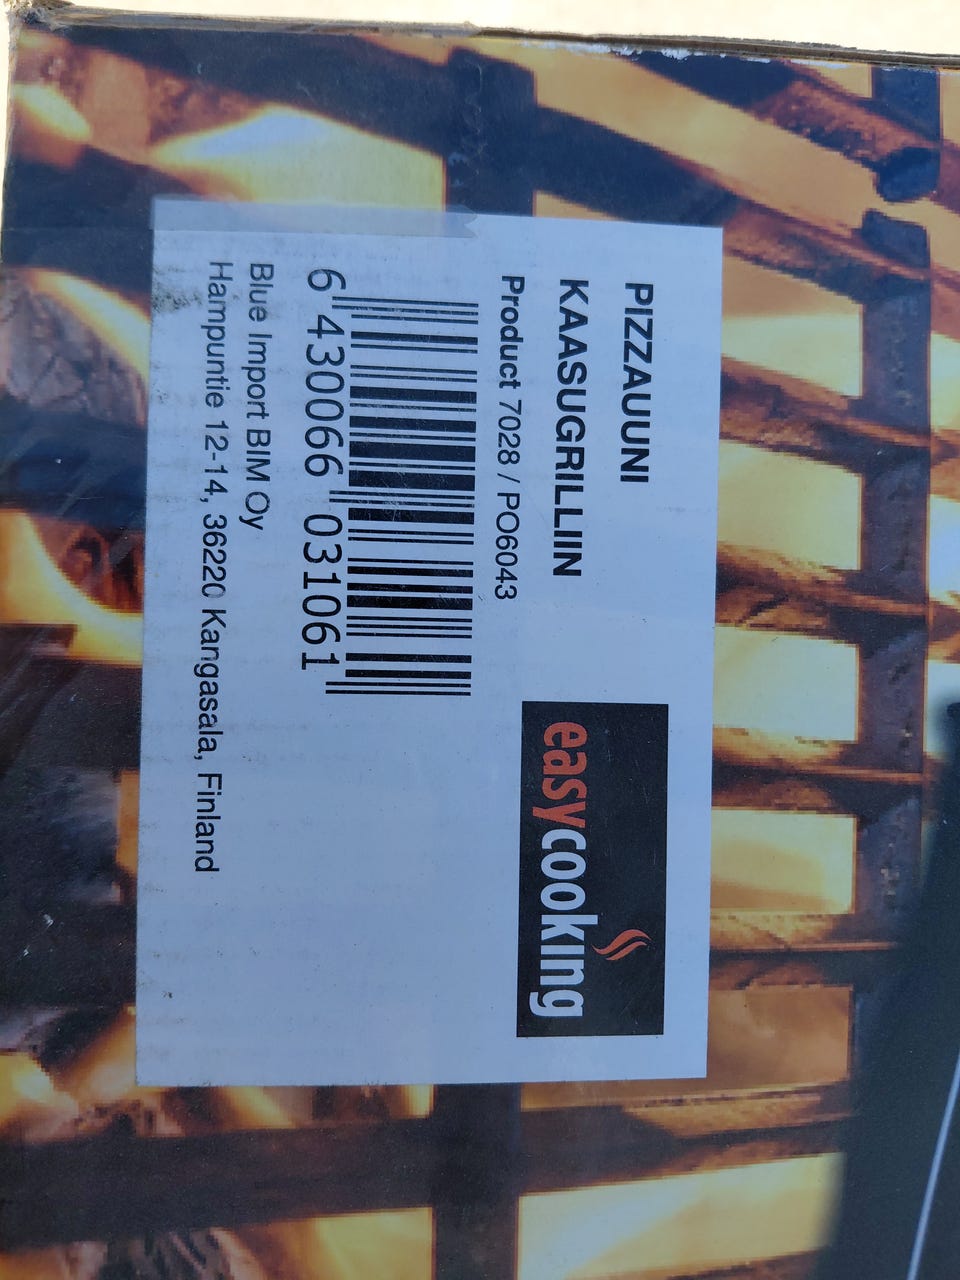 PIZZAUUNI
KAASUGRILLIIN
Product 7028 / PO6043
easycooking
6 430066 031061
Blue Import BIM Oy
Hampuntie 12-14, 36220 Kangasala, Finland